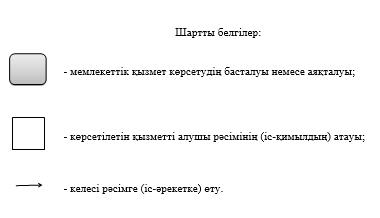 Шартты белгілер:
- мемлекеттік қызмет көрсетудің басталуы немесе аяқталуы;
- көрсетілетін қызметті алушы рәсімінің (іс-қимылдың) атауы;
- келесі рәсімге (іс-әрекетке) өту.